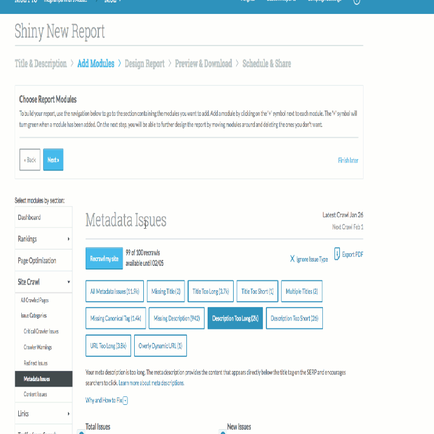 Shiny New Report
Title & Description > Add Modules > Design Report > Preview & Download > Schedule & Share
Choose Report Modules
To build your report, use the navigation below to go to the section containing the modules you want to add. Add a module by clicking on the '+' symbol next to each module. The '+' symbol will
turn green when a module has been added. On the next step, you will be able to further design the report by moving modules around and deleting the ones you don't want.
< Back
Next >
Finish later
Select modules by section:
Dashboard
Rankings
Page Optimization
Site Crawl
All Crawled Pages
Issue Categories
Critical Crawler Issues
Crawler Warnings
Redirect Issues
Metadata Issues
Content Issues
Links
Metadata Issues
Latest Crawl Jan 26
Next Crawl Feb 2
Recrawl my site
99 of 100 recrawls
available until 02/05
Ignore Issue Type
Export PDF
All Metadata Issues (11.9k)
Missing Title (2)
Title Too Long (3.7k)
Title Too Short (1)
Multiple Titles (2)
Missing Canonical Tag (1.4k)
Missing Description (942)
Description Too Long (2k)
Description Too Short (26)
URL Too Long (3.8k)
Overly Dynamic URL (1)
Your meta description is too long. The meta description provides the content that appears directly below the title tag on the SERP and encourages
searchers to click. Learn more about meta descriptions.
Why and How to Fix
Total Issues
New Issues